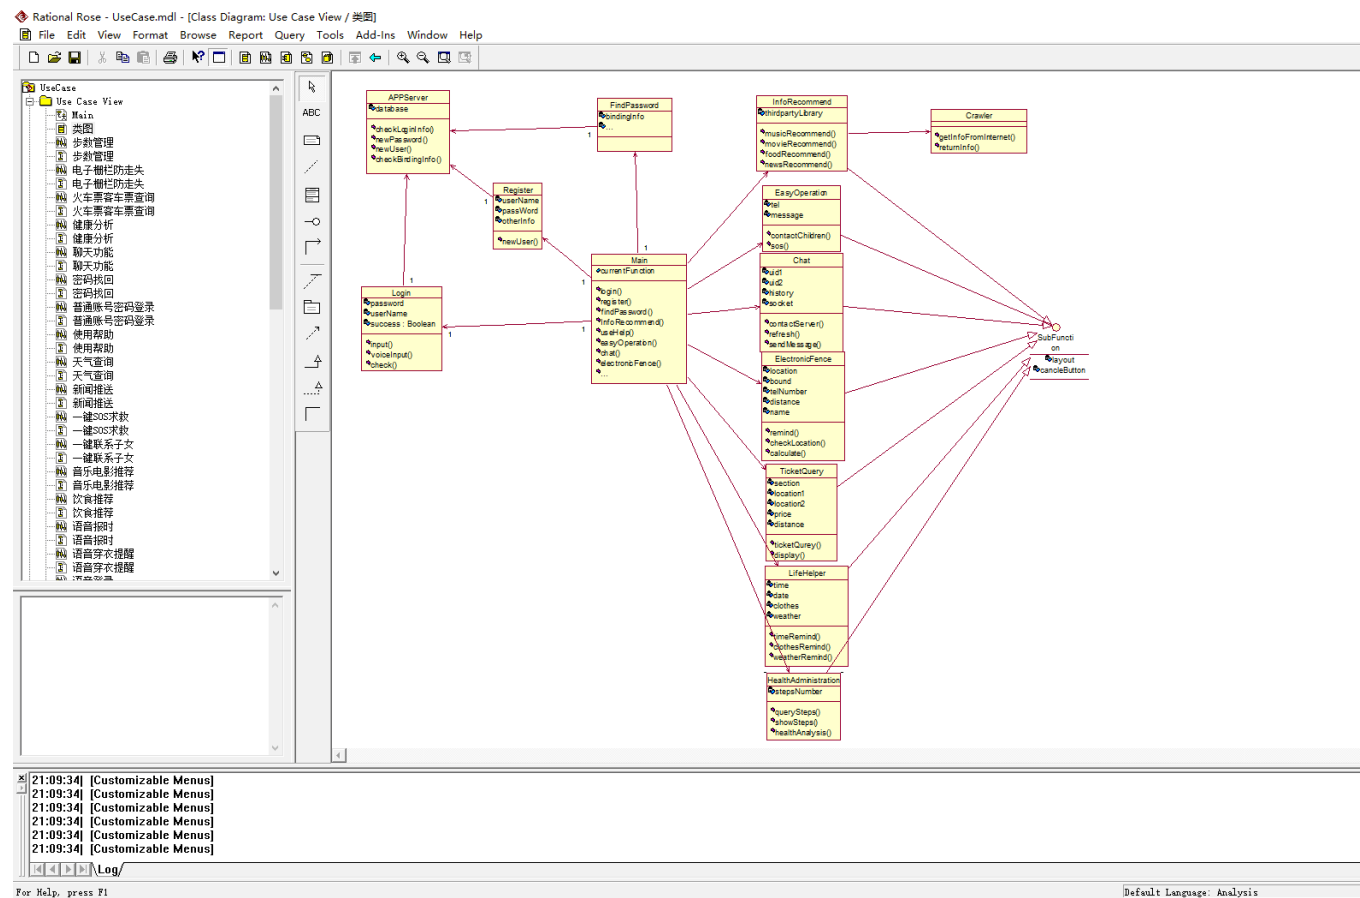 Rational Rose - UseCase.mdl - [Class Diagram: Use Case View / 类图]
File Edit View Format Browse Report Query Tools Add-Ins Window Help
UseCase
Use Case View
Main
类图
步数管理
步数管理
电子栅栏防走失
电子栅栏防走失
火车票客车票查询
火车票客车票查询
健康分析
健康分析
聊天功能
聊天功能
密码找回
密码找回
普通账号密码登录
普通账号密码登录
使用帮助
使用帮助
天气查询
天气查询
新闻推送
新闻推送
一键SOS求救
一键SOS求救
一键联系子女
一键联系子女
音乐电影推荐
音乐电影推荐
饮食推荐
饮食推荐
语音报时
语音报时
语音穿衣提醒
语音穿衣提醒
语音登录
ABC
APPServer
database
checkLoginInfo()
newPassword()
newUser()
checkBirdingInfo()
FindPassword
bindingInfo
...
1
Register
userName
passWord
otherInfo
newUser()
1
Login
password
userName
success : Boolean
input()
voiceInput()
check()
1
1
Main
currentFunction
login()
register()
findPassword()
InfoRecommend()
useHelp()
easyOperation()
chat()
electronicFence()
...
1
1
1
InfoRecommend
thirdpartyLibrary
musicRecommend()
movieRecommend()
foodRecommend()
newsRecommend()
Crawler
getInfoFromInternet()
returnInfo()
EasyOperation
tel
message
contactChildren()
sos()
Chat
uid1
uid2
history
socket
contactServer()
refresh()
sendMessage()
ElectronicFence
location
bound
telNumber
distance
name
remind()
checkLocation()
calculate()
TicketQuery
section
location1
location2
price
distance
ticketQurey()
display()
LifeHelper
time
date
clothes
weather
timeRemind()
clothesRemind()
weatherRemind()
HealthAdministration
stepsNumber
querySteps()
showSteps()
healthAnalysis()
SubFuncti
on
layout
cancleButton
21:09:34| [Customizable Menus]
21:09:34| [Customizable Menus]
21:09:34| [Customizable Menus]
21:09:34| [Customizable Menus]
21:09:34| [Customizable Menus]
21:09:34| [Customizable Menus]
Log
For Help, press F1
Default Language: Analysis